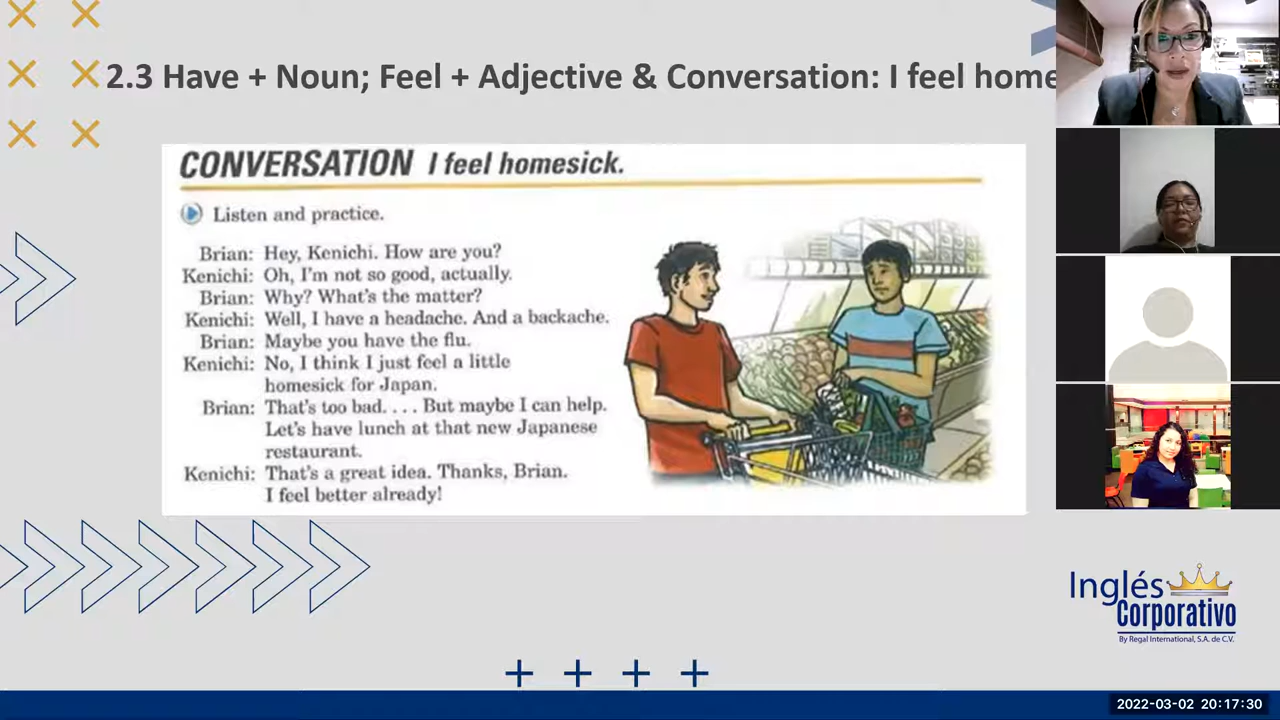 2.3 Have + Noun; Feel + Adjective & Conversation: I feel home
CONVERSATION I feel homesick.
Listen and practice.
Brian: Hey, Kenichi. How are you?
Kenichi: Oh, I'm not so good, actually.
Brian: Why? What's the matter?
Kenichi: Well, I have a headache. And a backache.
Brian: Maybe you have the flu.
Kenichi: No, I think I just feel a little
homesick for Japan.
Brian: That's too bad. . . . But maybe I can help.
Let's have lunch at that new Japanese
restaurant.
Kenichi: That's a great idea. Thanks, Brian.
I feel better already!
Inglés
Corporativo
By Regal International, S.A. de C.V.
2022-03-02 20:17:30